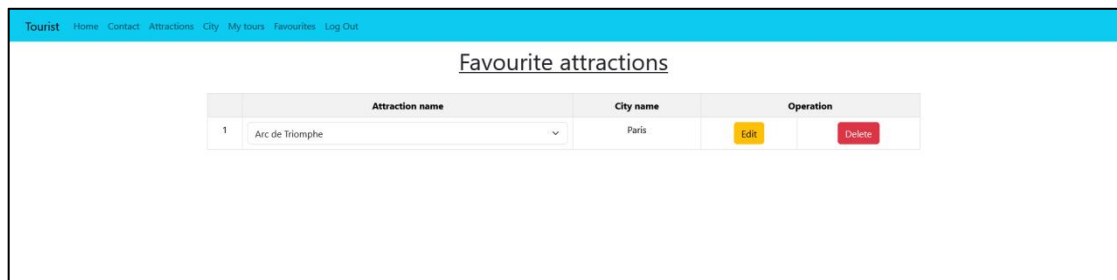 Tourist Home Contact Attractions City My tours Favourites Log Out
Favourite attractions
Attraction name City name Operation
1 Arc de Triomphe Paris Edit Delete